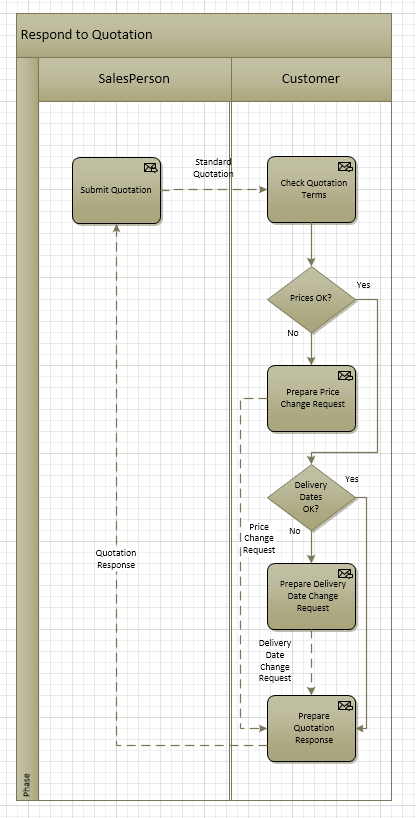 Respond to Quotation
SalesPerson
Customer
Submit Quotation
Standard
Quotation
Check Quotation
Terms
Prices OK?
Yes
No
Prepare Price
Change Request
Delivery
Dates
OK?
Yes
No
Price
Change
Request
Quotation
Response
Prepare Delivery
Date Change
Request
Delivery
Date
Change
Request
Prepare
Quotation
Response
Phase